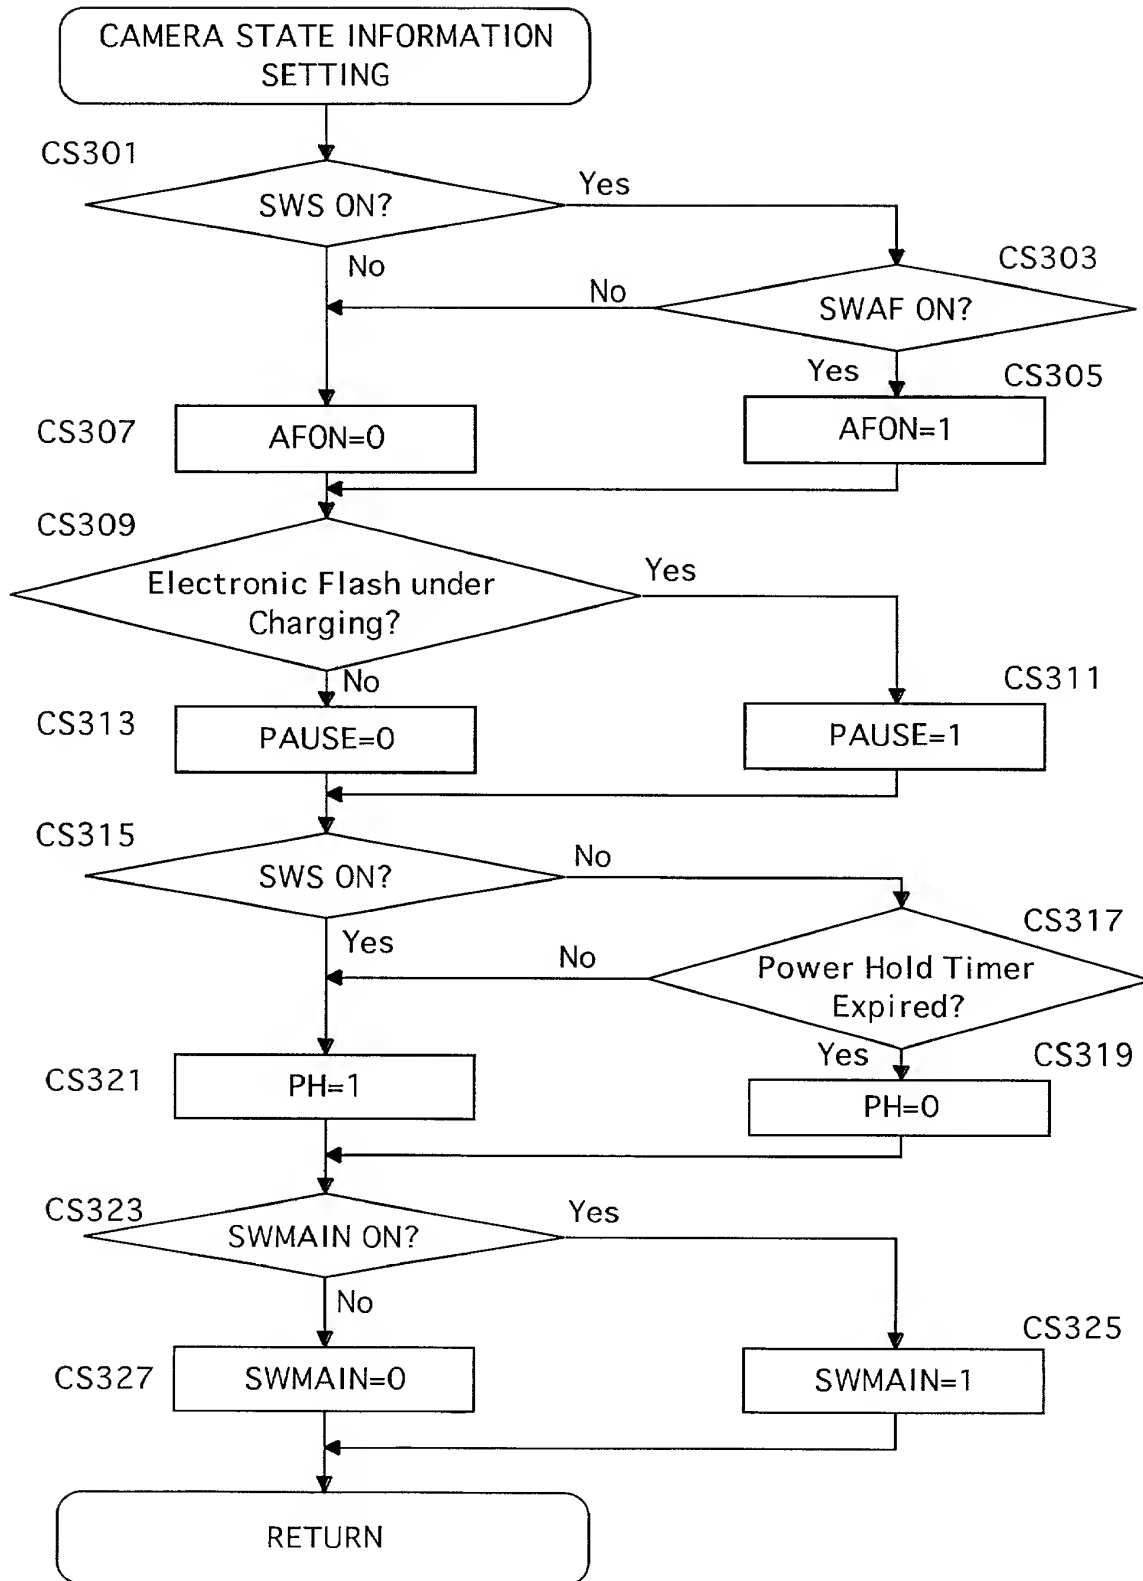 CAMERA STATE INFORMATION
SETTING
CS301
SWS ON?
Yes
No
CS303
SWAF ON?
No
Yes
CS305
AFON=1
CS307
AFON=0
CS309
Electronic Flash under
Charging?
Yes
No
CS311
PAUSE=1
CS313
PAUSE=0
CS315
SWS ON?
No
Yes
CS317
Power Hold Timer
Expired?
No
Yes
CS319
PH=0
CS321
PH=1
CS323
SWMAIN ON?
Yes
No
CS325
SWMAIN=1
CS327
SWMAIN=0
RETURN